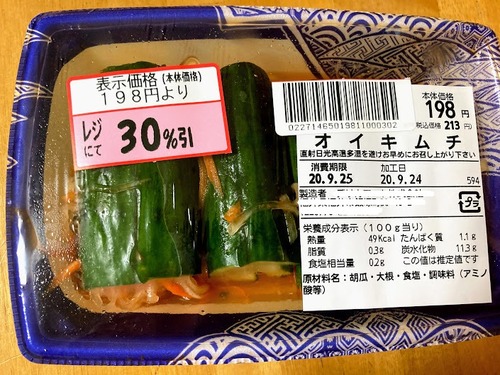 表示価格(本体価格)
198円より
レジにて 30%引
02271465019811000302
本体価格
198円
税込価格 213円
オイキムチ
直射日光高温多湿を避けお早めにお召し上がり下さい
消費期限 加工日
20.9.25 20.9.24
594
製造者
プラ
栄養成分表示(100g当り)
熱量 49Kcal たんぱく質 1.1g
脂質 0.3g 炭水化物 11.3g
食塩相当量 0.2g この値は推定値です
原材料名:胡瓜・大根・食塩・調味料(アミノ
酸等)